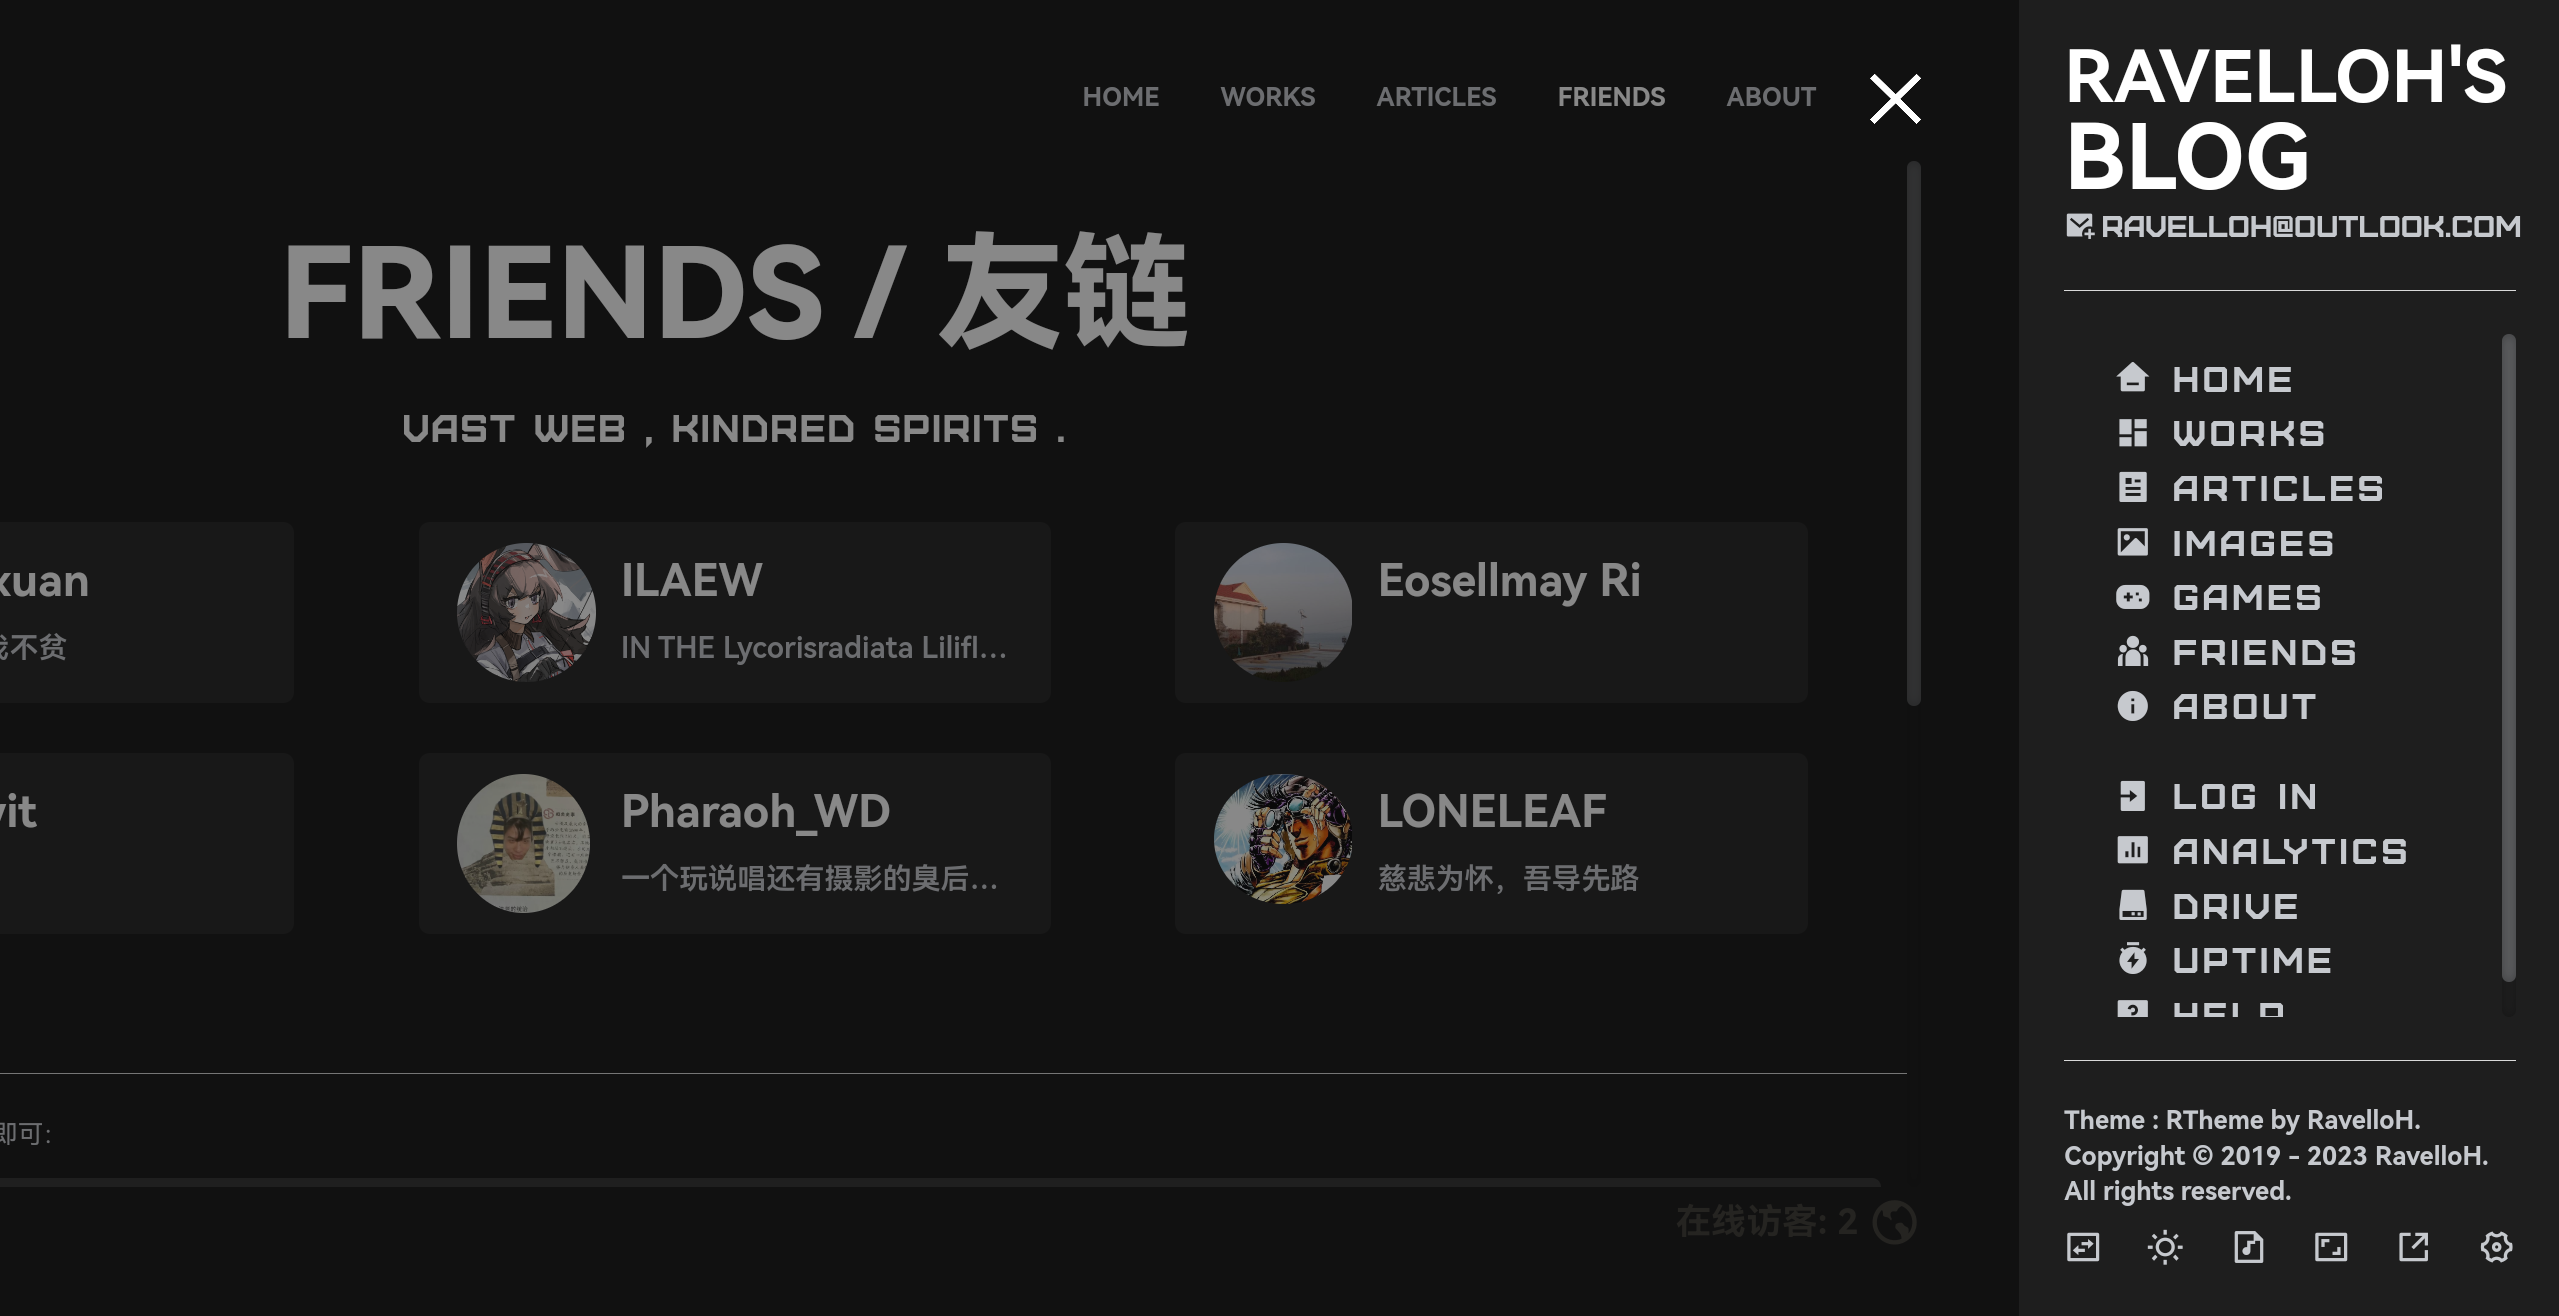 HOME
WORKS
ARTICLES
FRIENDS
ABOUT
FRIENDS / 友链
VAST WEB , KINDRED SPIRITS .
xuan
我不贫
ILAEW
IN THE Lycorisradiata Lilifl...
Eosellmay Ri
vit
Pharaoh_WD
一个玩说唱还有摄影的臭后...
LONELEAF
慈悲为怀，吾导先路
即可：
在线访客: 2
RAVELLOH'S
BLOG
RAVELLOH@OUTLOOK.COM
HOME
WORKS
ARTICLES
IMAGES
GAMES
FRIENDS
ABOUT
LOG IN
ANALYTICS
DRIVE
UPTIME
HELP
Theme : RTheme by RavelloH.
Copyright © 2019 - 2023 RavelloH.
All rights reserved.